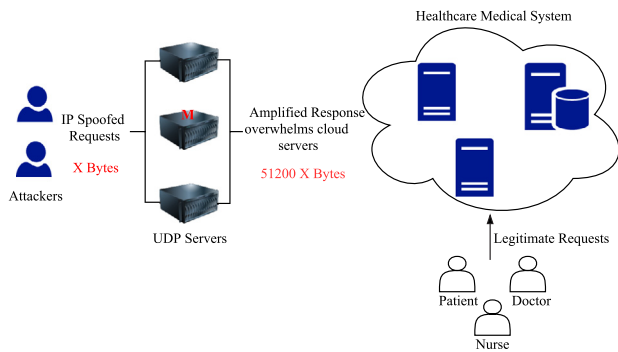 Healthcare Medical System
IP Spoofed
Requests
X Bytes
Attackers
M
UDP Servers
Amplified Response
overwhelms cloud
servers
51200 X Bytes
Legitimate Requests
Patient
Doctor
Nurse